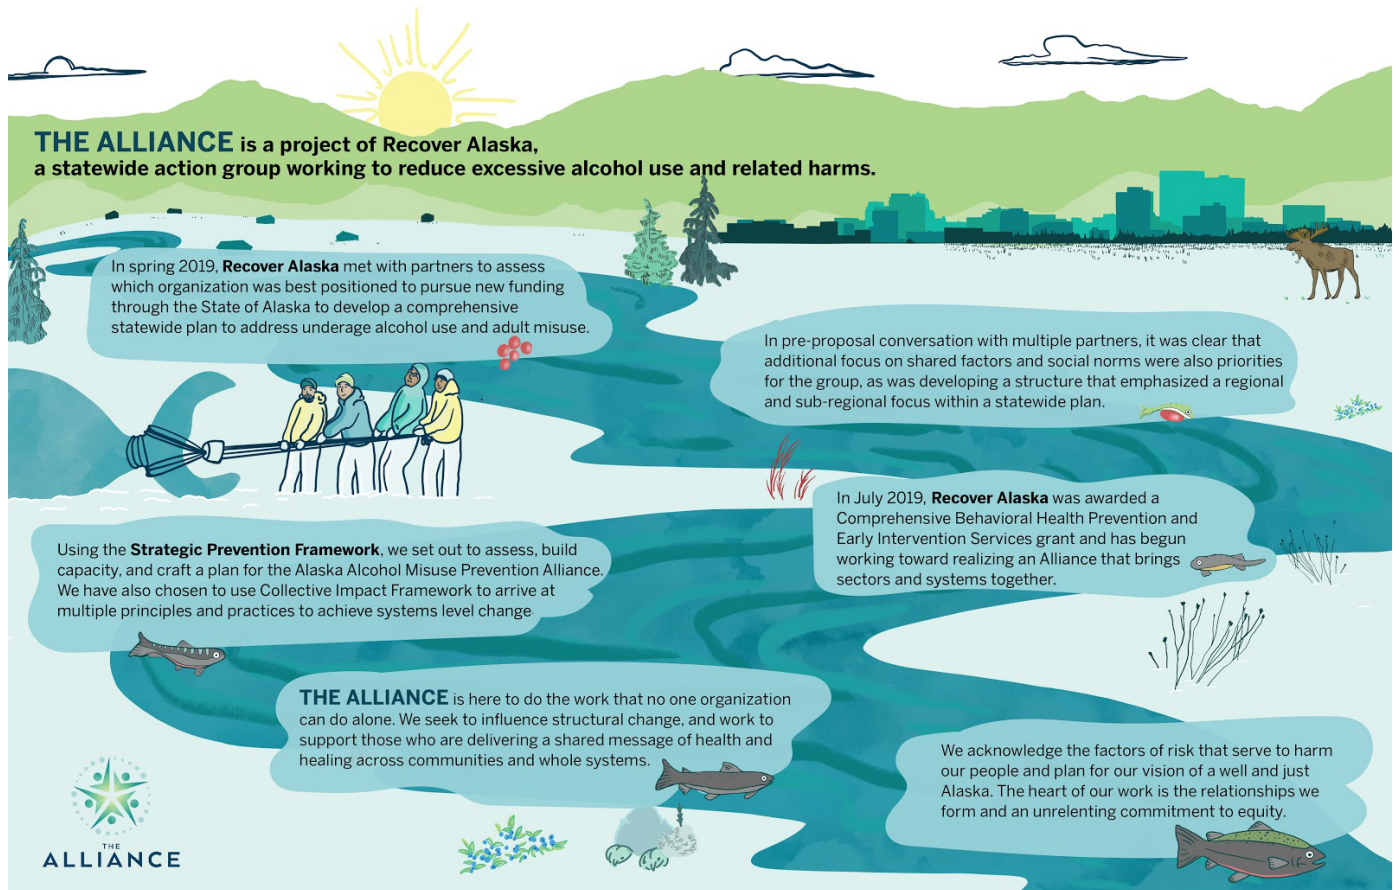 THE ALLIANCE is a project of Recover Alaska,
a statewide action group working to reduce excessive alcohol use and related harms.
In spring 2019, Recover Alaska met with partners to assess
which organization was best positioned to pursue new funding
through the State of Alaska to develop a comprehensive
statewide plan to address underage alcohol use and adult misuse.
In pre-proposal conversation with multiple partners, it was clear that
additional focus on shared factors and social norms were also priorities
for the group, as was developing a structure that emphasized a regional
and sub-regional focus within a statewide plan.
In July 2019, Recover Alaska was awarded a
Comprehensive Behavioral Health Prevention and
Early Intervention Services grant and has begun
working toward realizing an Alliance that brings
sectors and systems together.
Using the Strategic Prevention Framework, we set out to assess, build
capacity, and craft a plan for the Alaska Alcohol Misuse Prevention Alliance.
We have also chosen to use Collective Impact Framework to arrive at
multiple principles and practices to achieve systems level change.
THE ALLIANCE is here to do the work that no one organization
can do alone. We seek to influence structural change, and work to
support those who are delivering a shared message of health and
healing across communities and whole systems.
We acknowledge the factors of risk that serve to harm
our people and plan for our vision of a well and just
Alaska. The heart of our work is the relationships we
form and an unrelenting commitment to equity.
THE
ALLIANCE